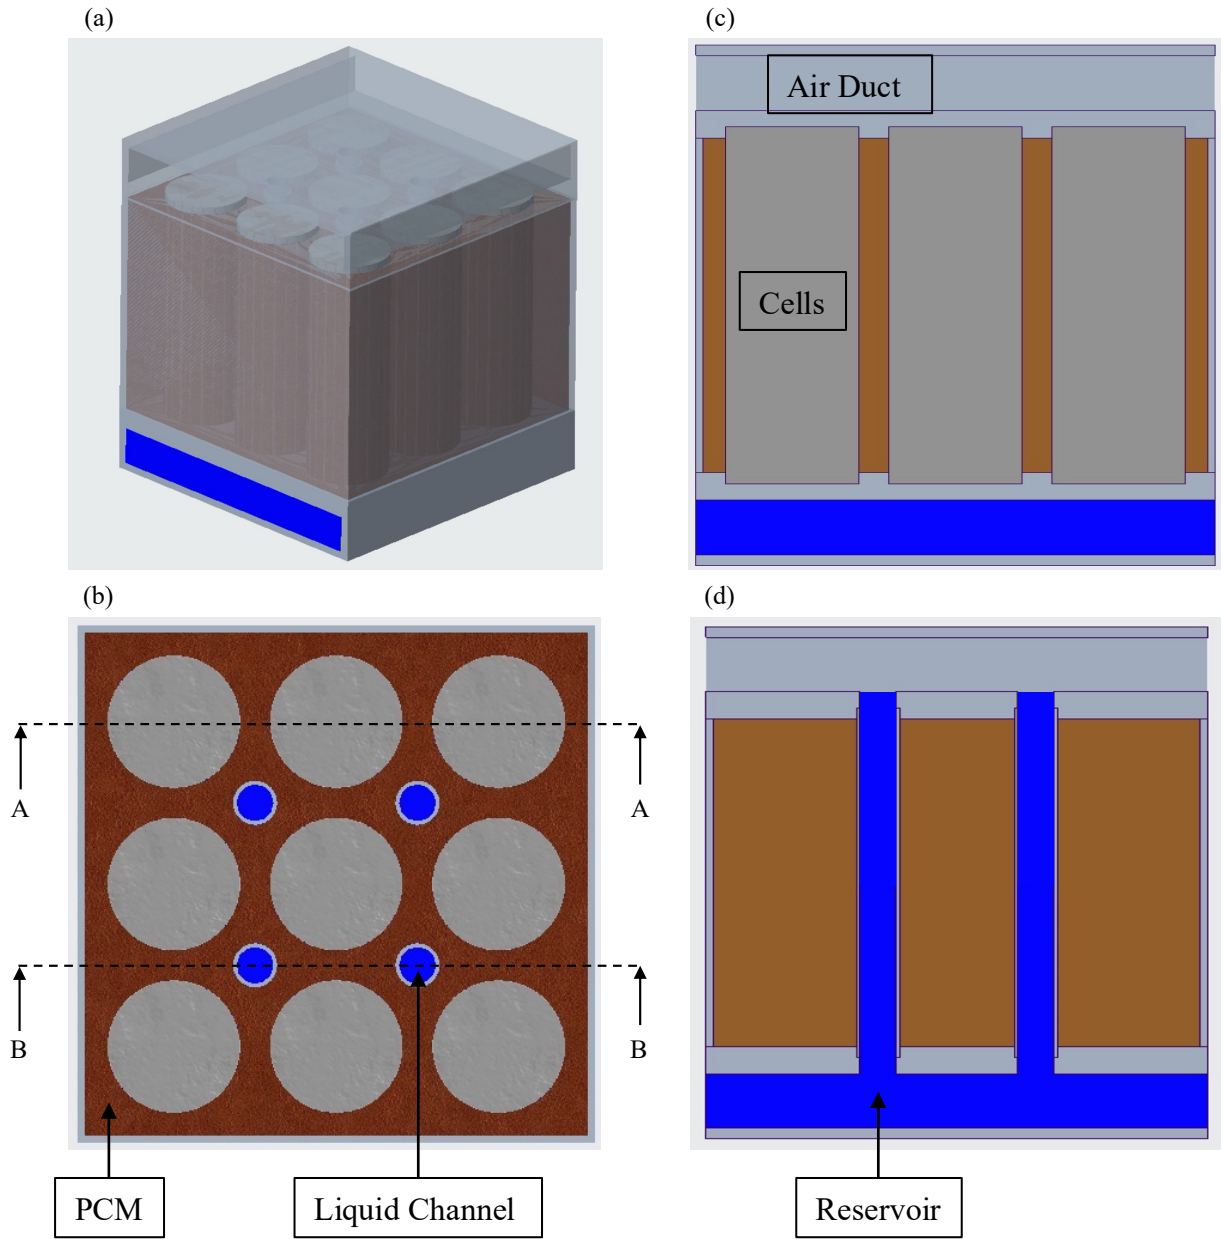 (a)
(c)
Air Duct
Cells
(b)
(d)
A
A
B
B
PCM
Liquid Channel
Reservoir